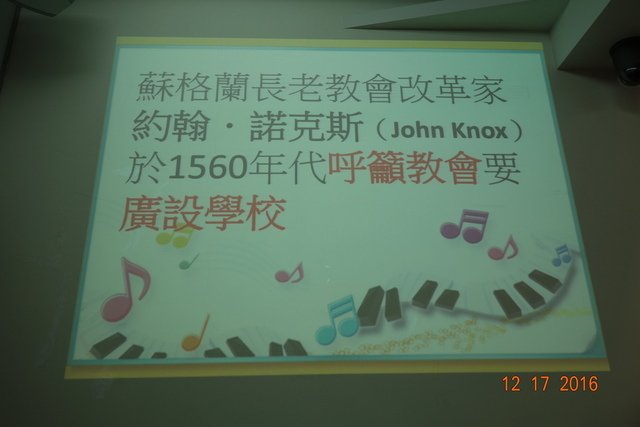 蘇格蘭長老教會改革家
約翰·諾克斯（John Knox）
於1560年代呼籲教會要
廣設學校
12 17 2016